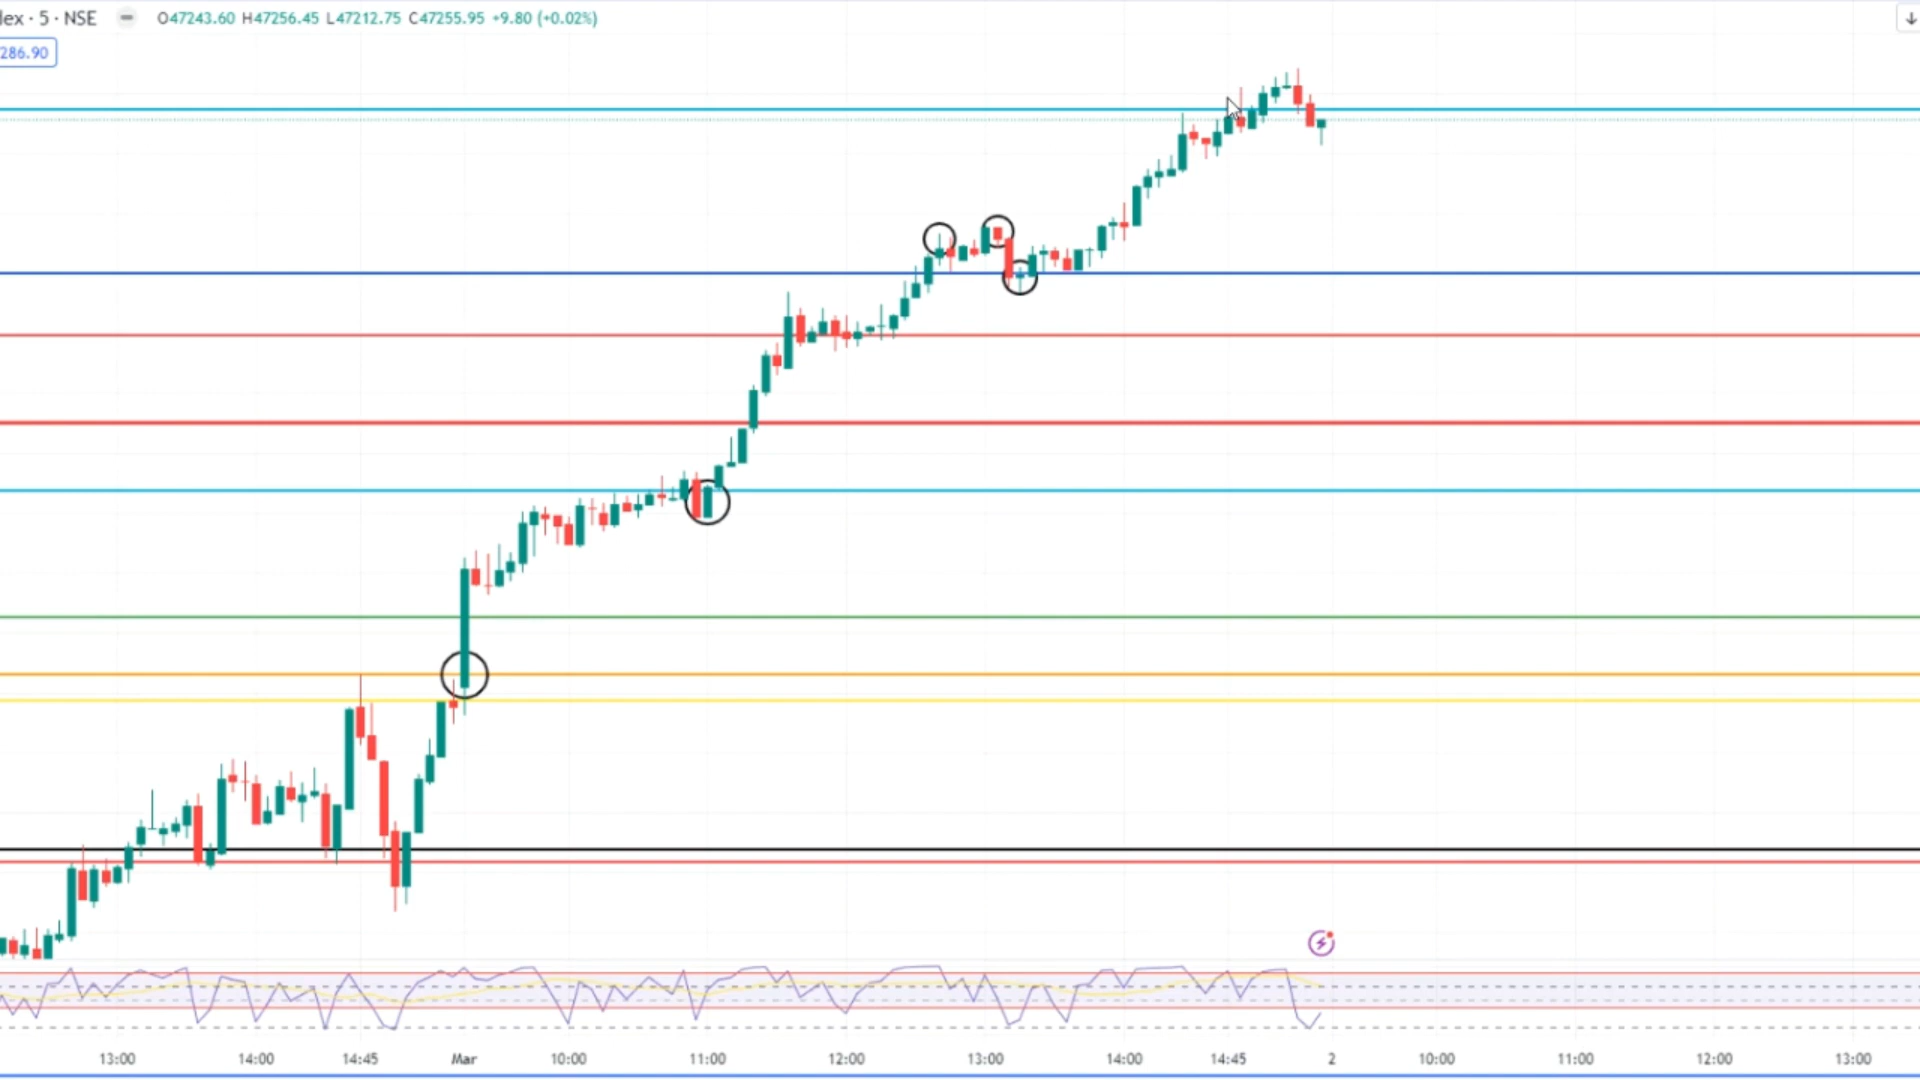 lex · 5 · NSE O47243.60 H47256.45 L47212.75 C47255.95 +9.80 (+0.02%)
286.90
13:00 14:00 14:45 Mar 10:00 11:00 12:00 13:00 14:00 14:45 2 10:00 11:00 12:00 13:00